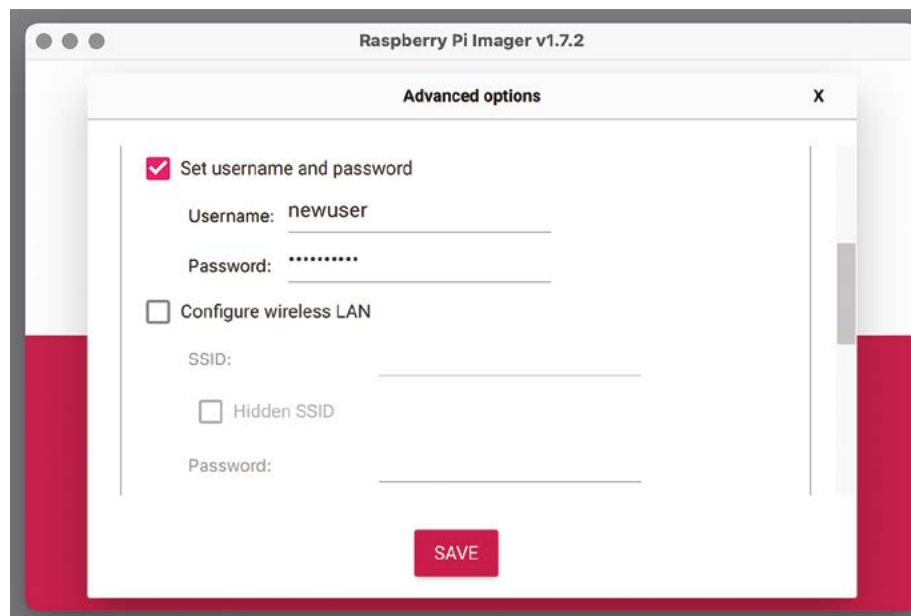 Raspberry Pi Imager v1.7.2
Advanced options X
Set username and password
Username: newuser
Password: ••••••••••
Configure wireless LAN
SSID:
Hidden SSID
Password:
SAVE